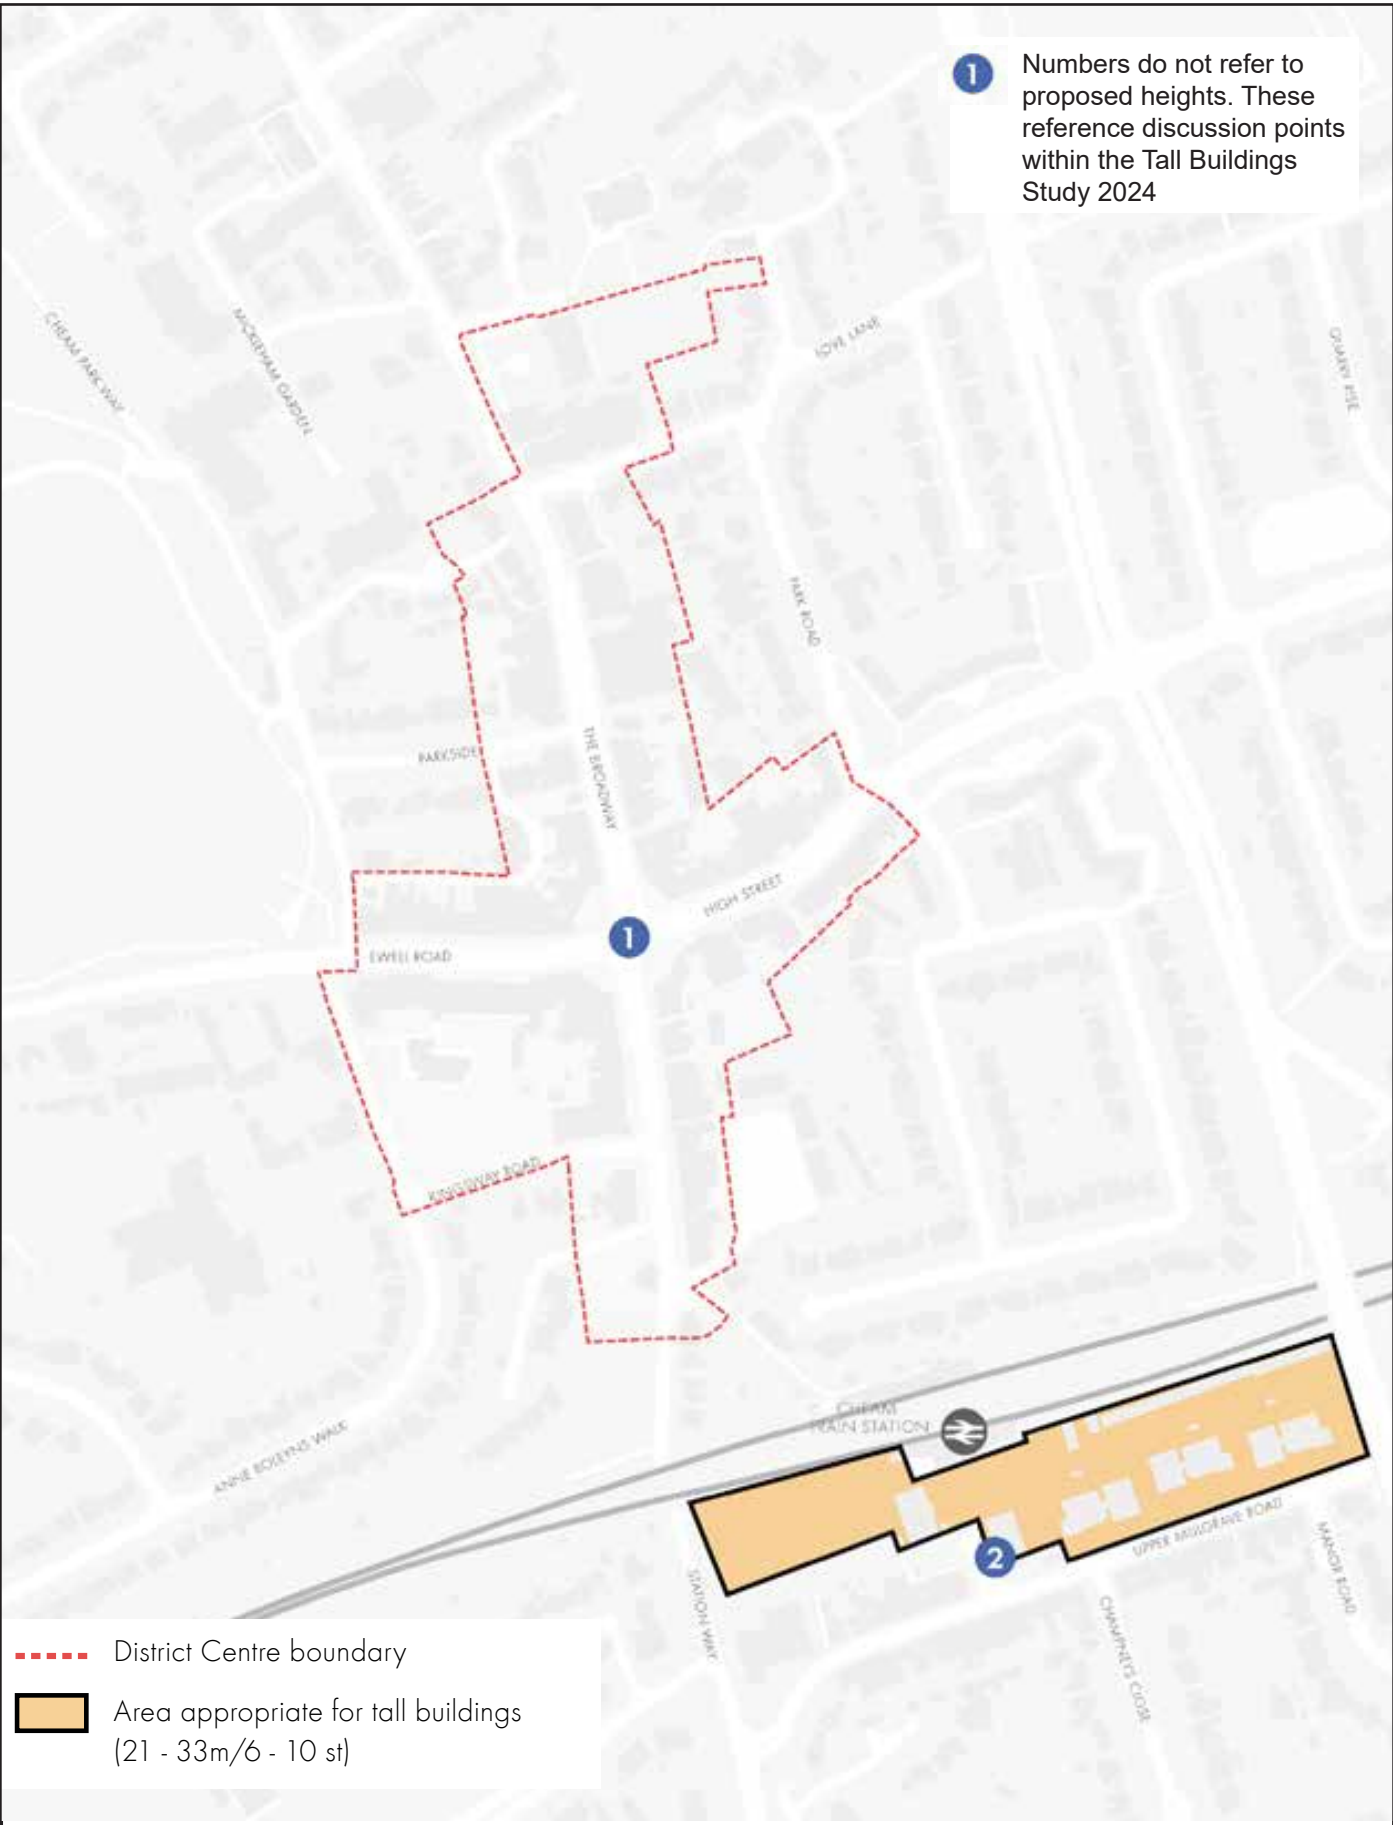 1
Numbers do not refer to
proposed heights. These
reference discussion points
within the Tall Buildings
Study 2024
CHEAM PARK WAY
MICKLEHAM GARDEN
LOVE LANE
QUARRY RISE
PARK ROAD
PARKSIDE
THE BROADWAY
HIGH STREET
1
EWELL ROAD
KINGSWAY ROAD
ANNE BOLEYNS WALK
CHEAM
TRAIN STATION
2
UPPER MULGRAVE ROAD
STATION WAY
CHAMPNEYS CLOSE
MANOR ROAD
District Centre boundary
Area appropriate for tall buildings
(21 - 33m/6 - 10 st)